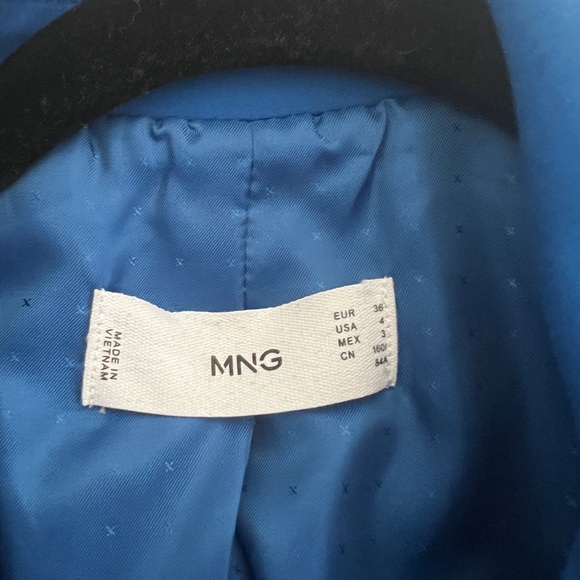 MADE IN
VIETNAM
MNG
EUR 36
USA 4
MEX 3
CN 160/
84A